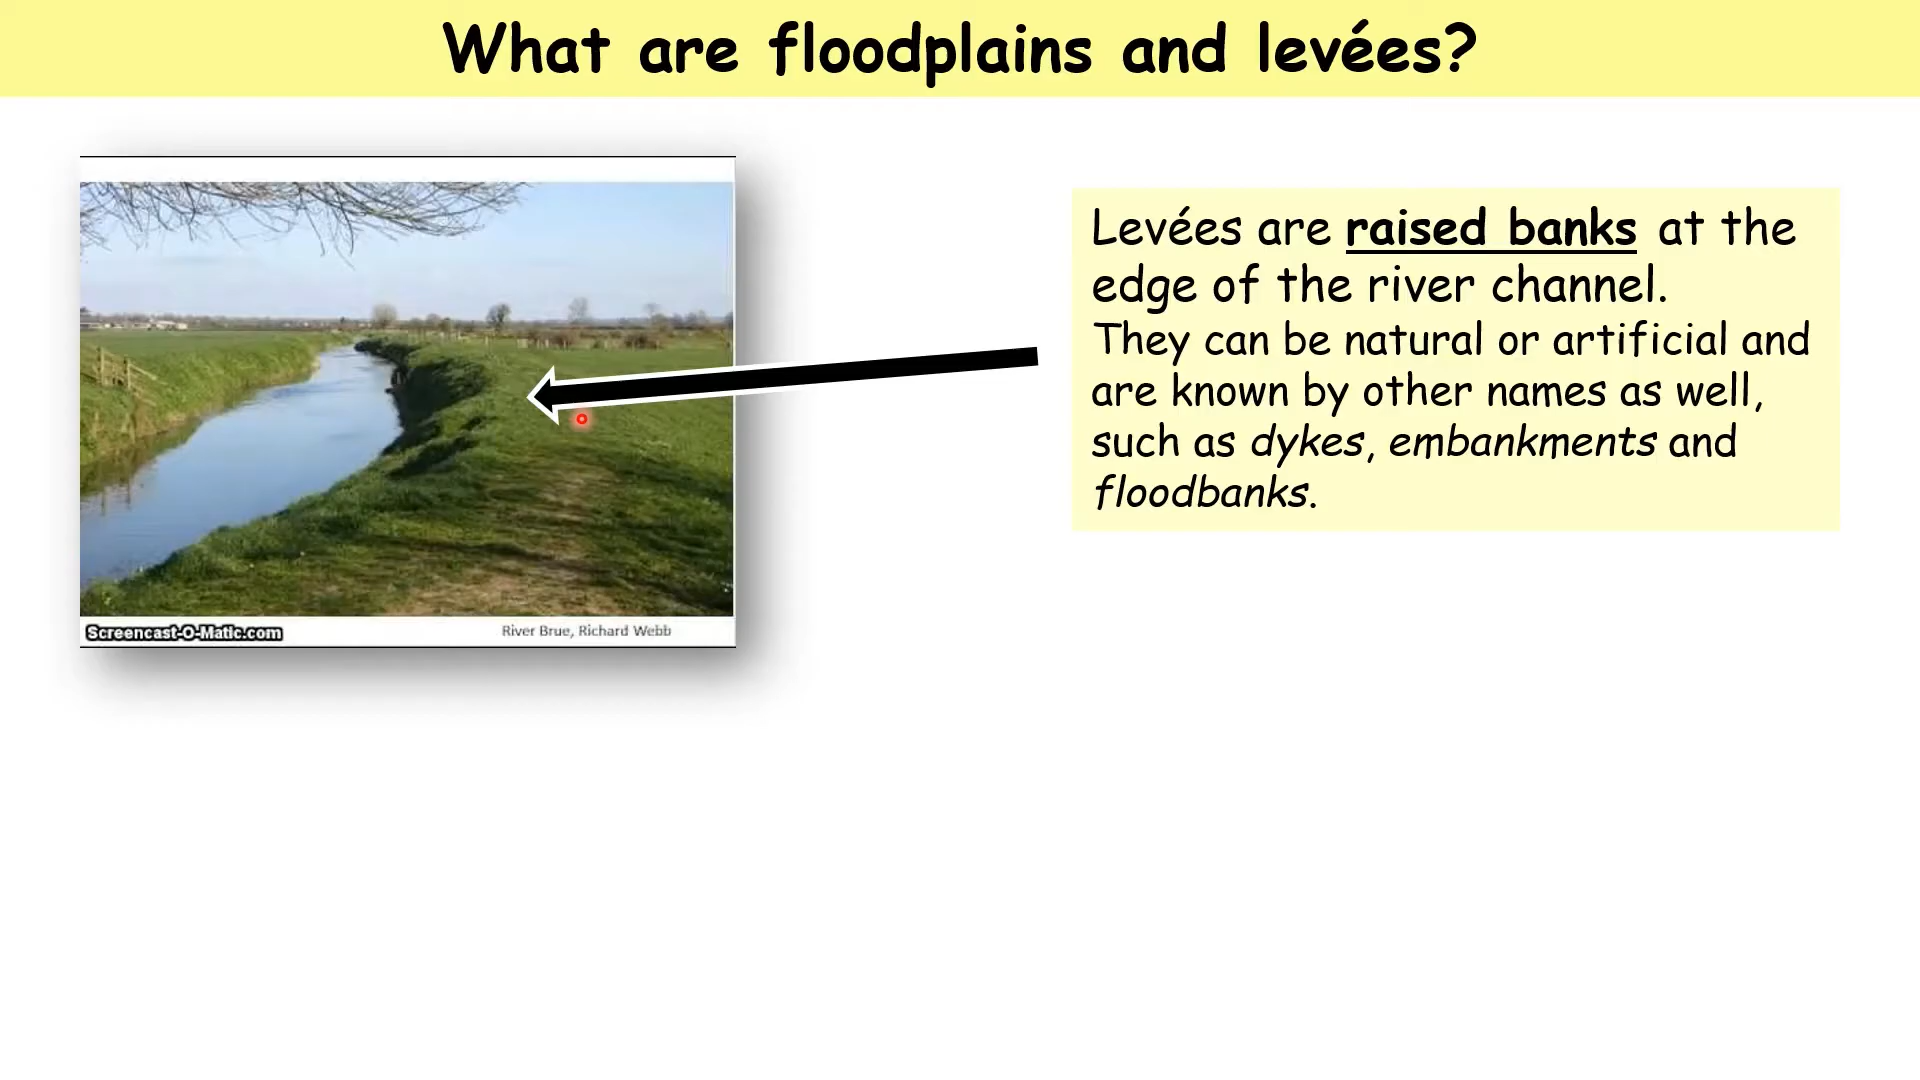 What are floodplains and levées?
Levées are raised banks at the
edge of the river channel.
They can be natural or artificial and
are known by other names as well,
such as dykes, embankments and
floodbanks.
Screencast-O-Matic.com
River Brue, Richard Webb